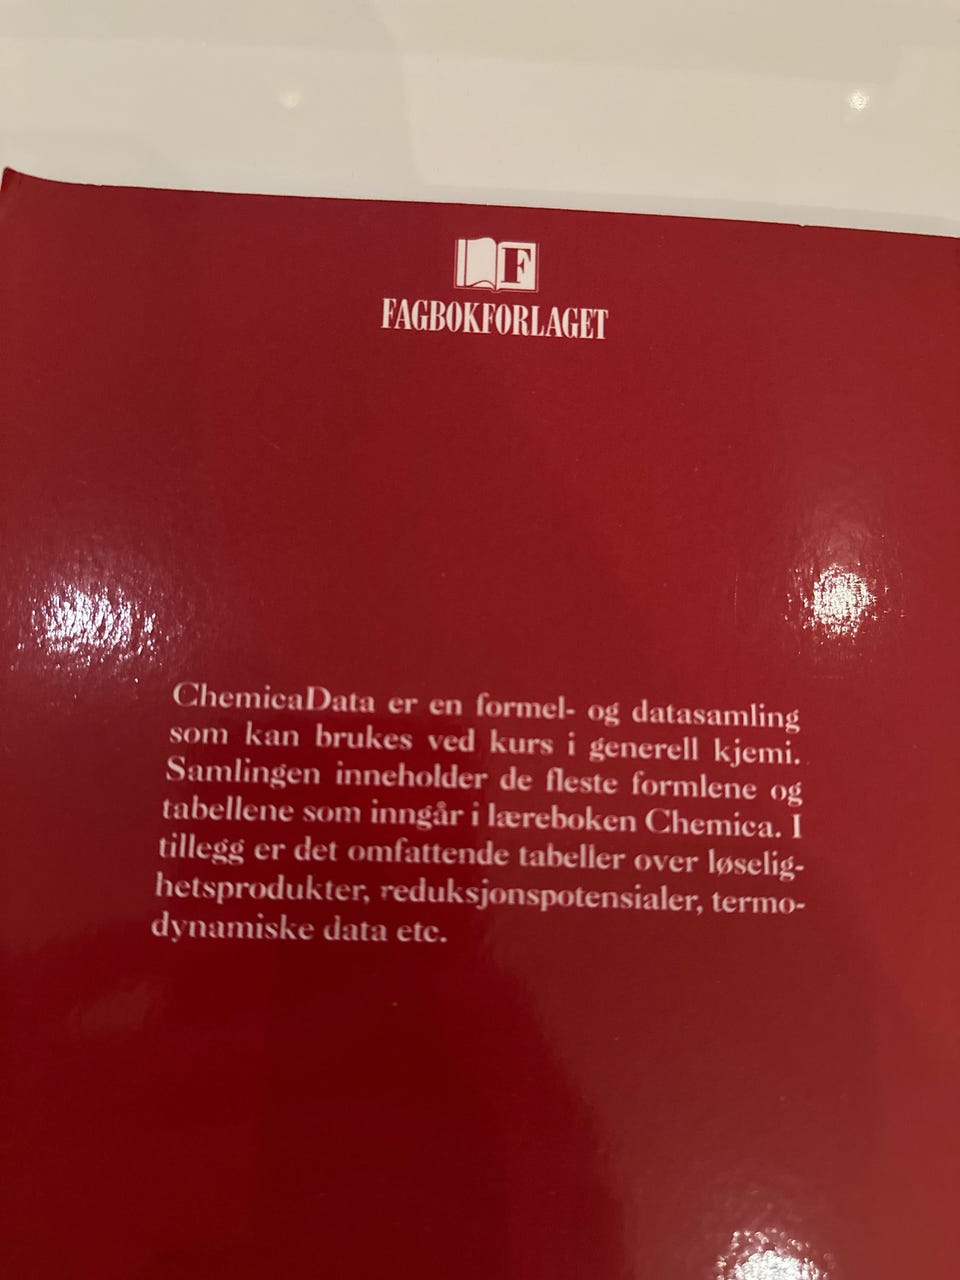 F
FAGBOKFORLAGET
ChemicaData er en formel- og datasamling
som kan brukes ved kurs i generell kjemi.
Samlingen inneholder de fleste formlene og
tabellene som inngår i læreboken Chemica. I
tillegg er det omfattende tabeller over løselig-
hetsprodukter, reduksjonspotensialer, termo-
dynamiske data etc.